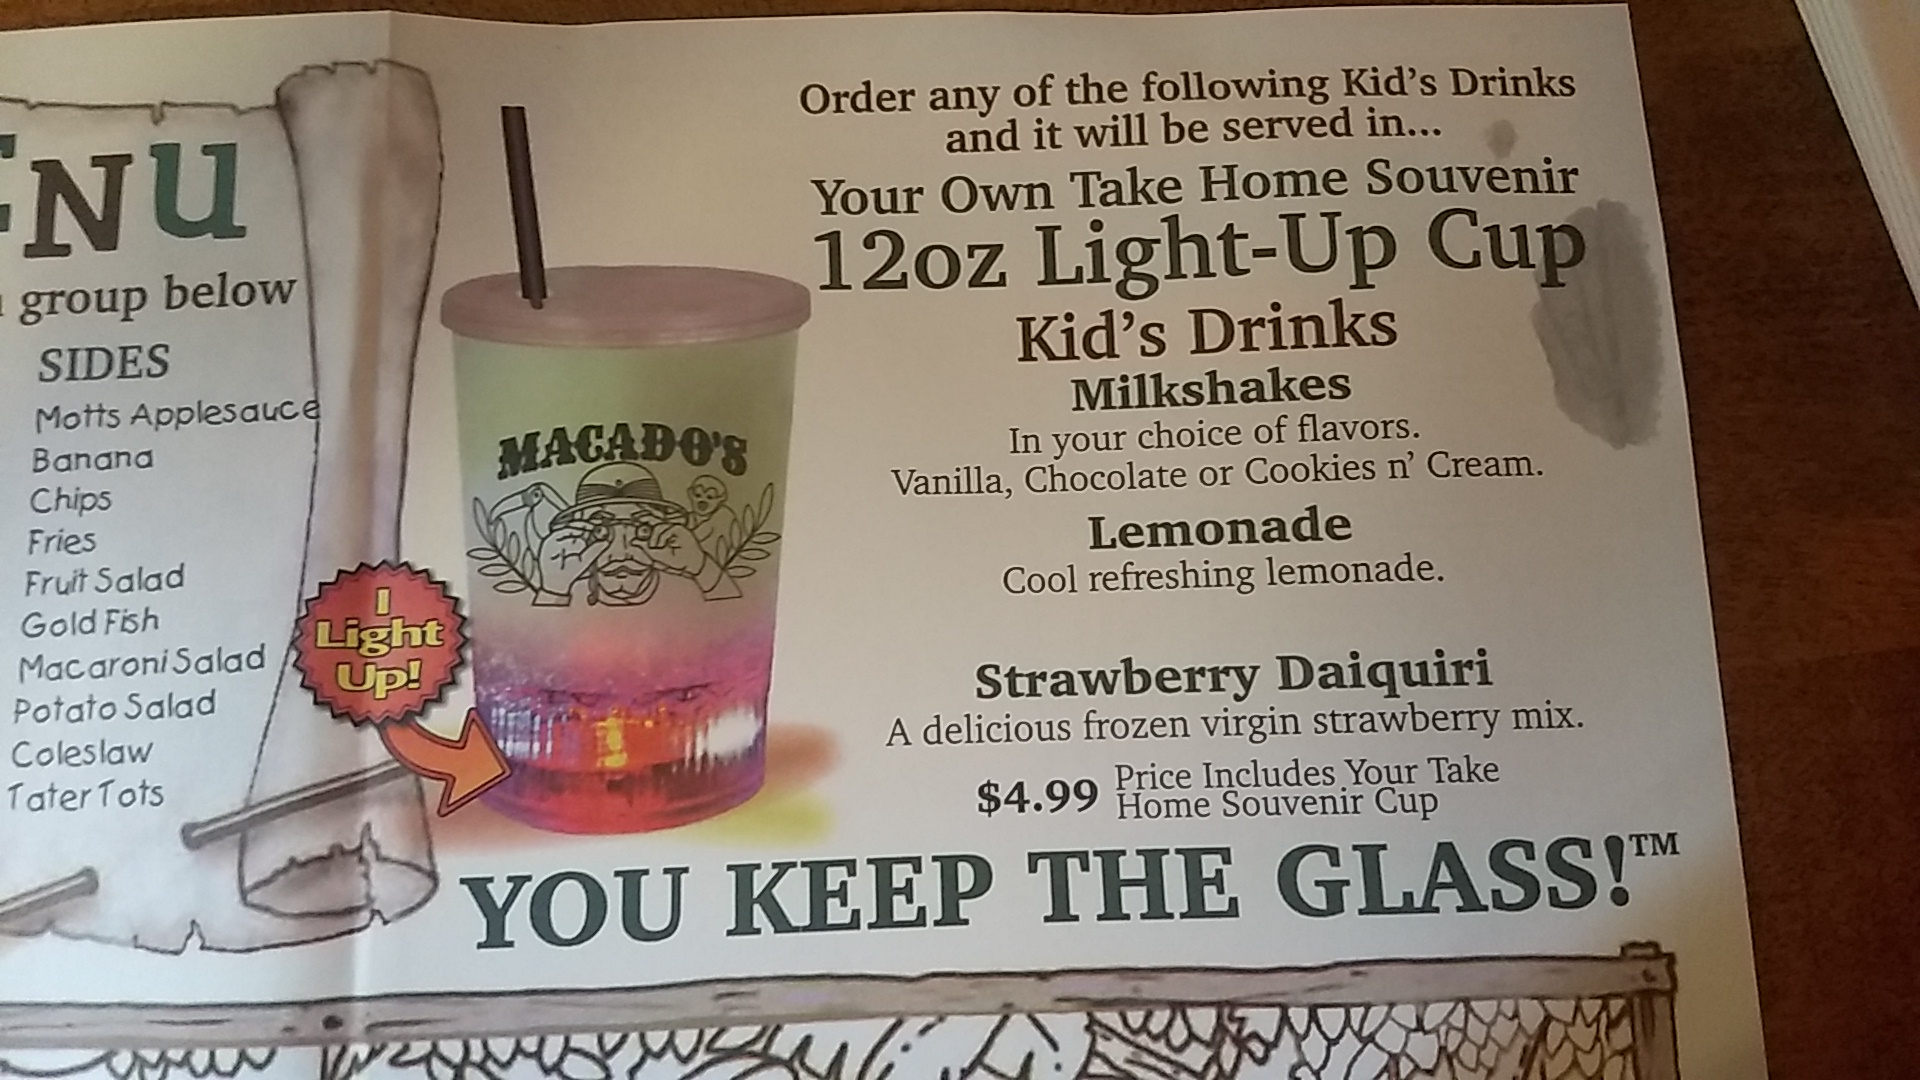 NU
group below
SIDES
Motts Applesauce
Banana
Chips
Fries
Fruit Salad
Gold Fish
Macaroni Salad
Potato Salad
Coleslaw
Tater Tots
I
Light
Up!
MACADO'S
Order any of the following Kid's Drinks
and it will be served in...
Your Own Take Home Souvenir
12oz Light-Up Cup
Kid's Drinks
Milkshakes
In your choice of flavors.
Vanilla, Chocolate or Cookies n' Cream.
Lemonade
Cool refreshing lemonade.
Strawberry Daiquiri
A delicious frozen virgin strawberry mix.
$4.99 Price Includes Your Take
Home Souvenir Cup
YOU KEEP THE GLASS!™